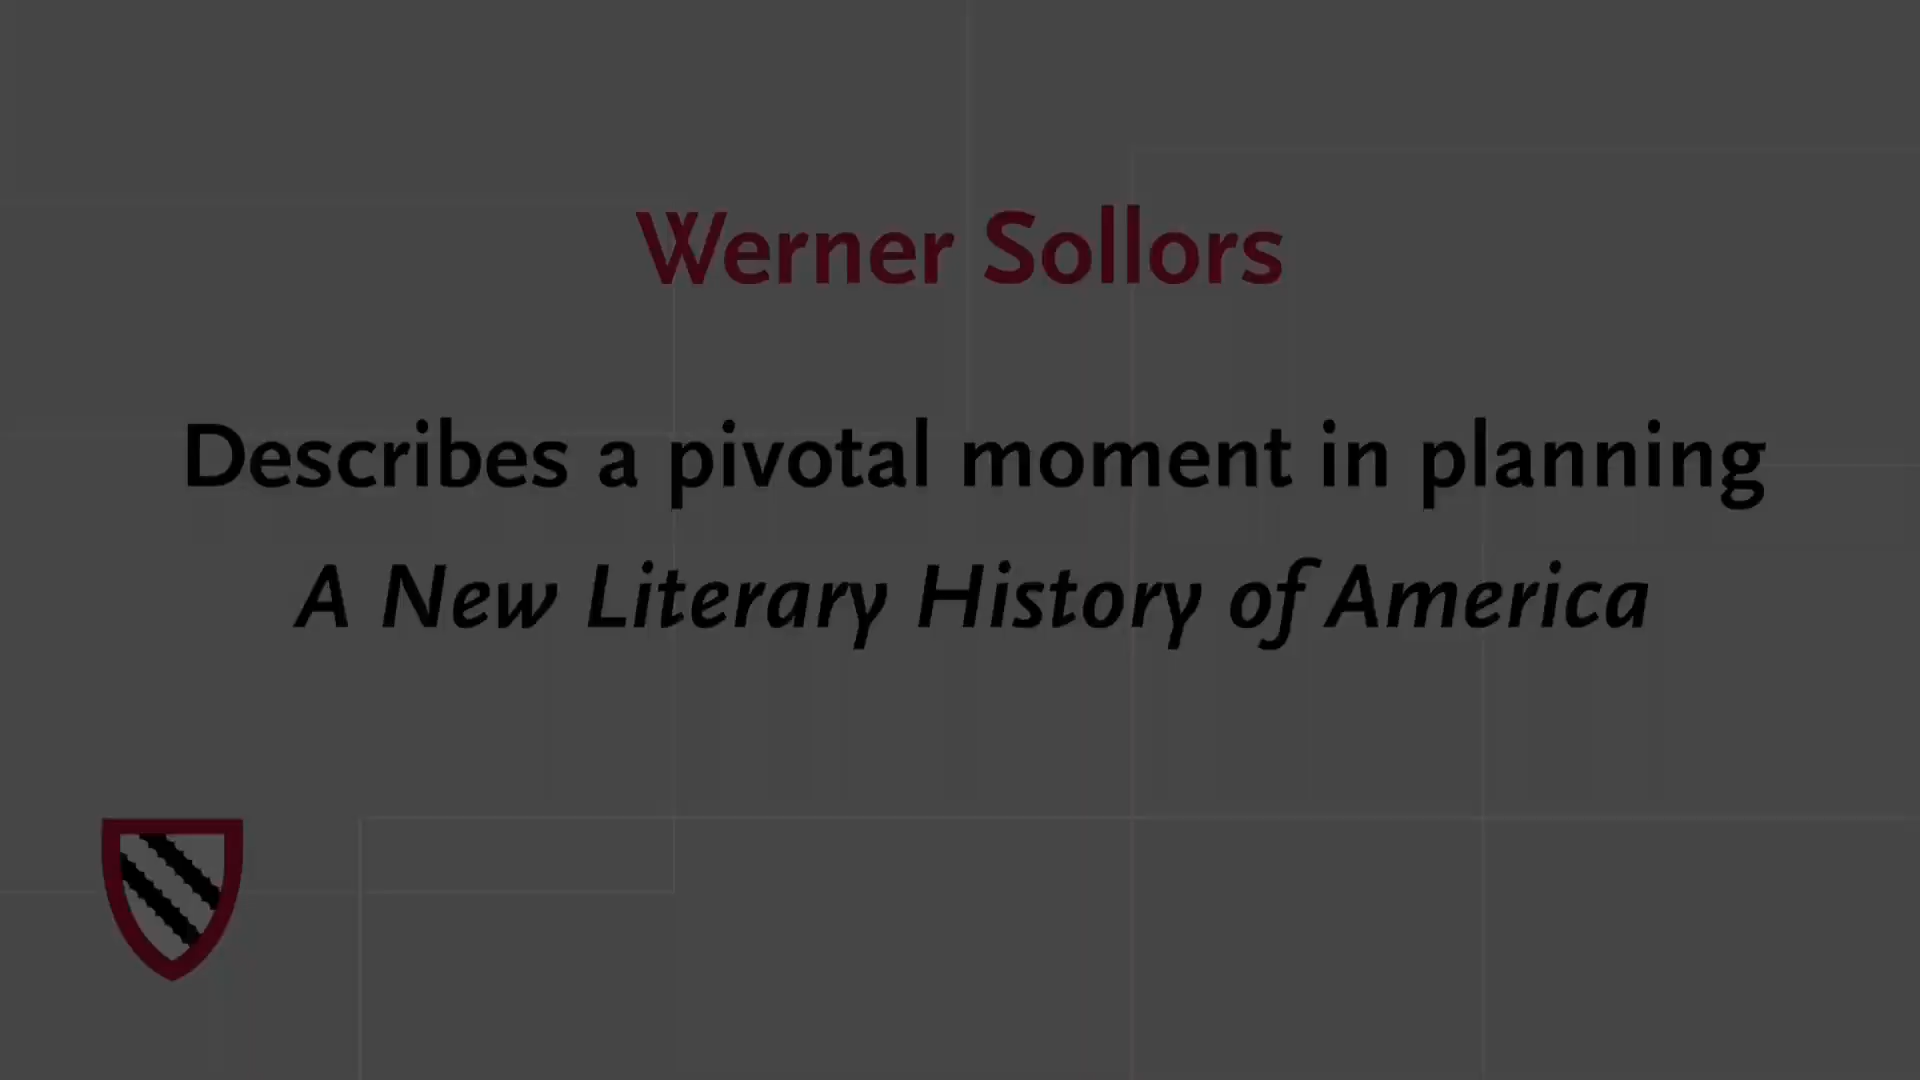 Werner Sollors
Describes a pivotal moment in planning
A New Literary History of America